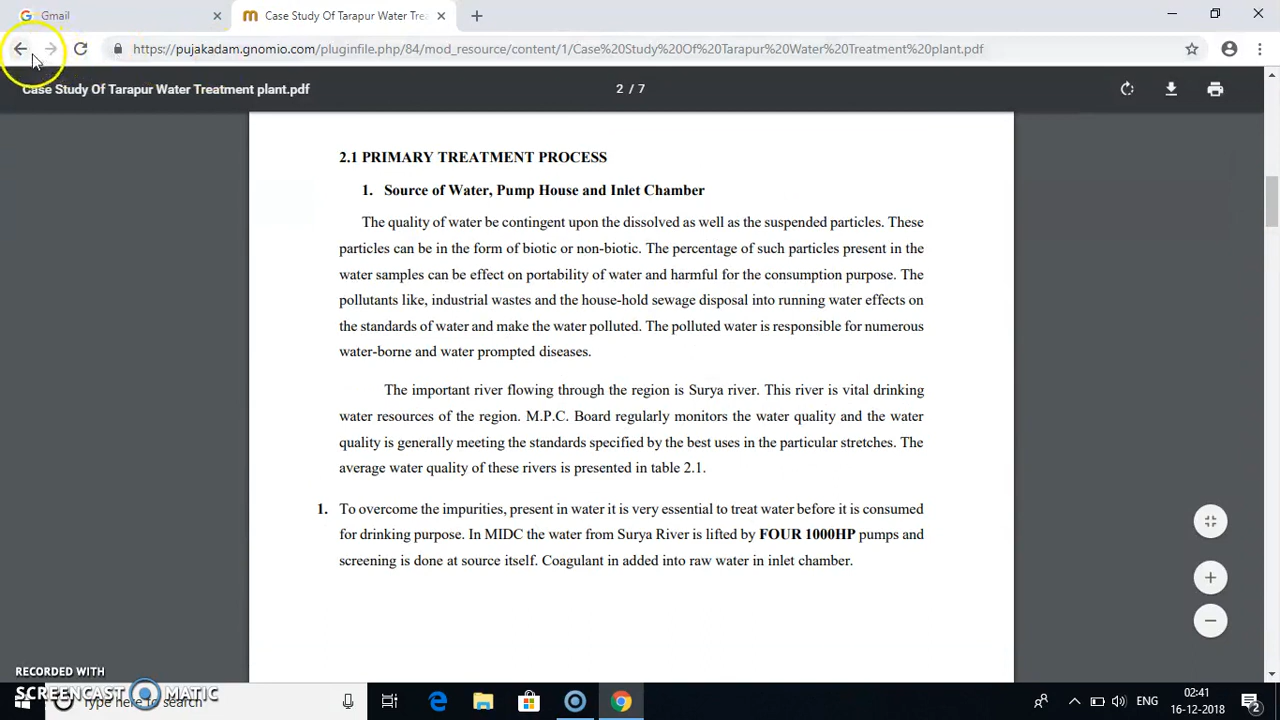 Gmail
Case Study Of Tarapur Water Tre
https://pujakadam.gnomio.com/pluginfile.php/84/mod_resource/content/1/Case%20Study%20Of%20Tarapur%20Water%20Treatment%20plant.pdf
Case Study Of Tarapur Water Treatment plant.pdf
2 / 7
2.1 PRIMARY TREATMENT PROCESS
1. Source of Water, Pump House and Inlet Chamber
The quality of water be contingent upon the dissolved as well as the suspended particles. These
particles can be in the form of biotic or non-biotic. The percentage of such particles present in the
water samples can be effect on portability of water and harmful for the consumption purpose. The
pollutants like, industrial wastes and the house-hold sewage disposal into running water effects on
the standards of water and make the water polluted. The polluted water is responsible for numerous
water-borne and water prompted diseases.
The important river flowing through the region is Surya river. This river is vital drinking
water resources of the region. M.P.C. Board regularly monitors the water quality and the water
quality is generally meeting the standards specified by the best uses in the particular stretches. The
average water quality of these rivers is presented in table 2.1.
1. To overcome the impurities, present in water it is very essential to treat water before it is consumed
for drinking purpose. In MIDC the water from Surya River is lifted by FOUR 1000HP pumps and
screening is done at source itself. Coagulant in added into raw water in inlet chamber.
RECORDED WITH
SCREENCAST MATIC
Type here to search
ENG
02:41
16-12-2018
2